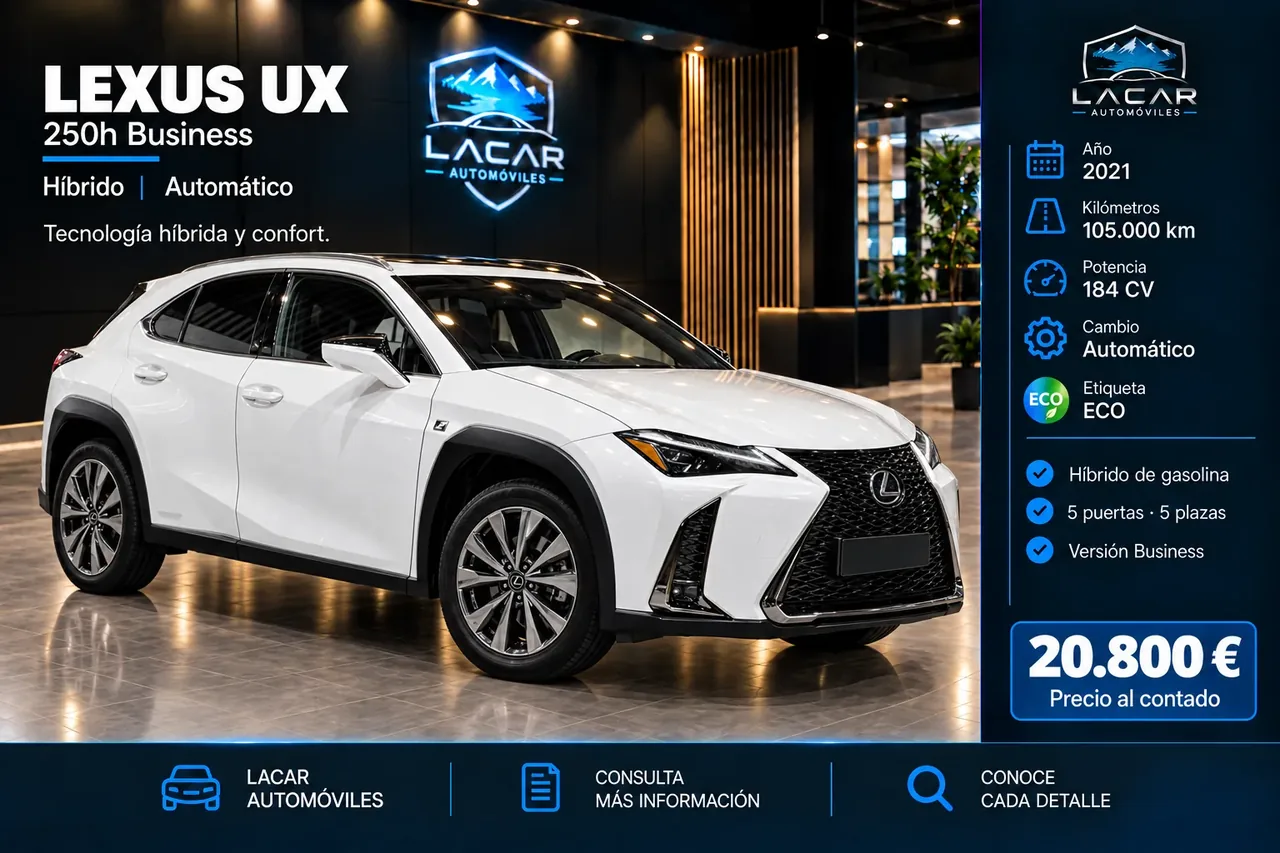 LEXUS UX
250h Business
Híbrido | Automático
Tecnología híbrida y confort.
LACAR
AUTOMÓVILES
LACAR
AUTOMÓVILES
Año
2021
Kilómetros
105.000 km
Potencia
184 CV
Cambio
Automático
ECO
Etiqueta
ECO
Híbrido de gasolina
5 puertas · 5 plazas
Versión Business
20.800 €
Precio al contado
LACAR
AUTOMÓVILES
CONSULTA
MÁS INFORMACIÓN
CONOCE
CADA DETALLE